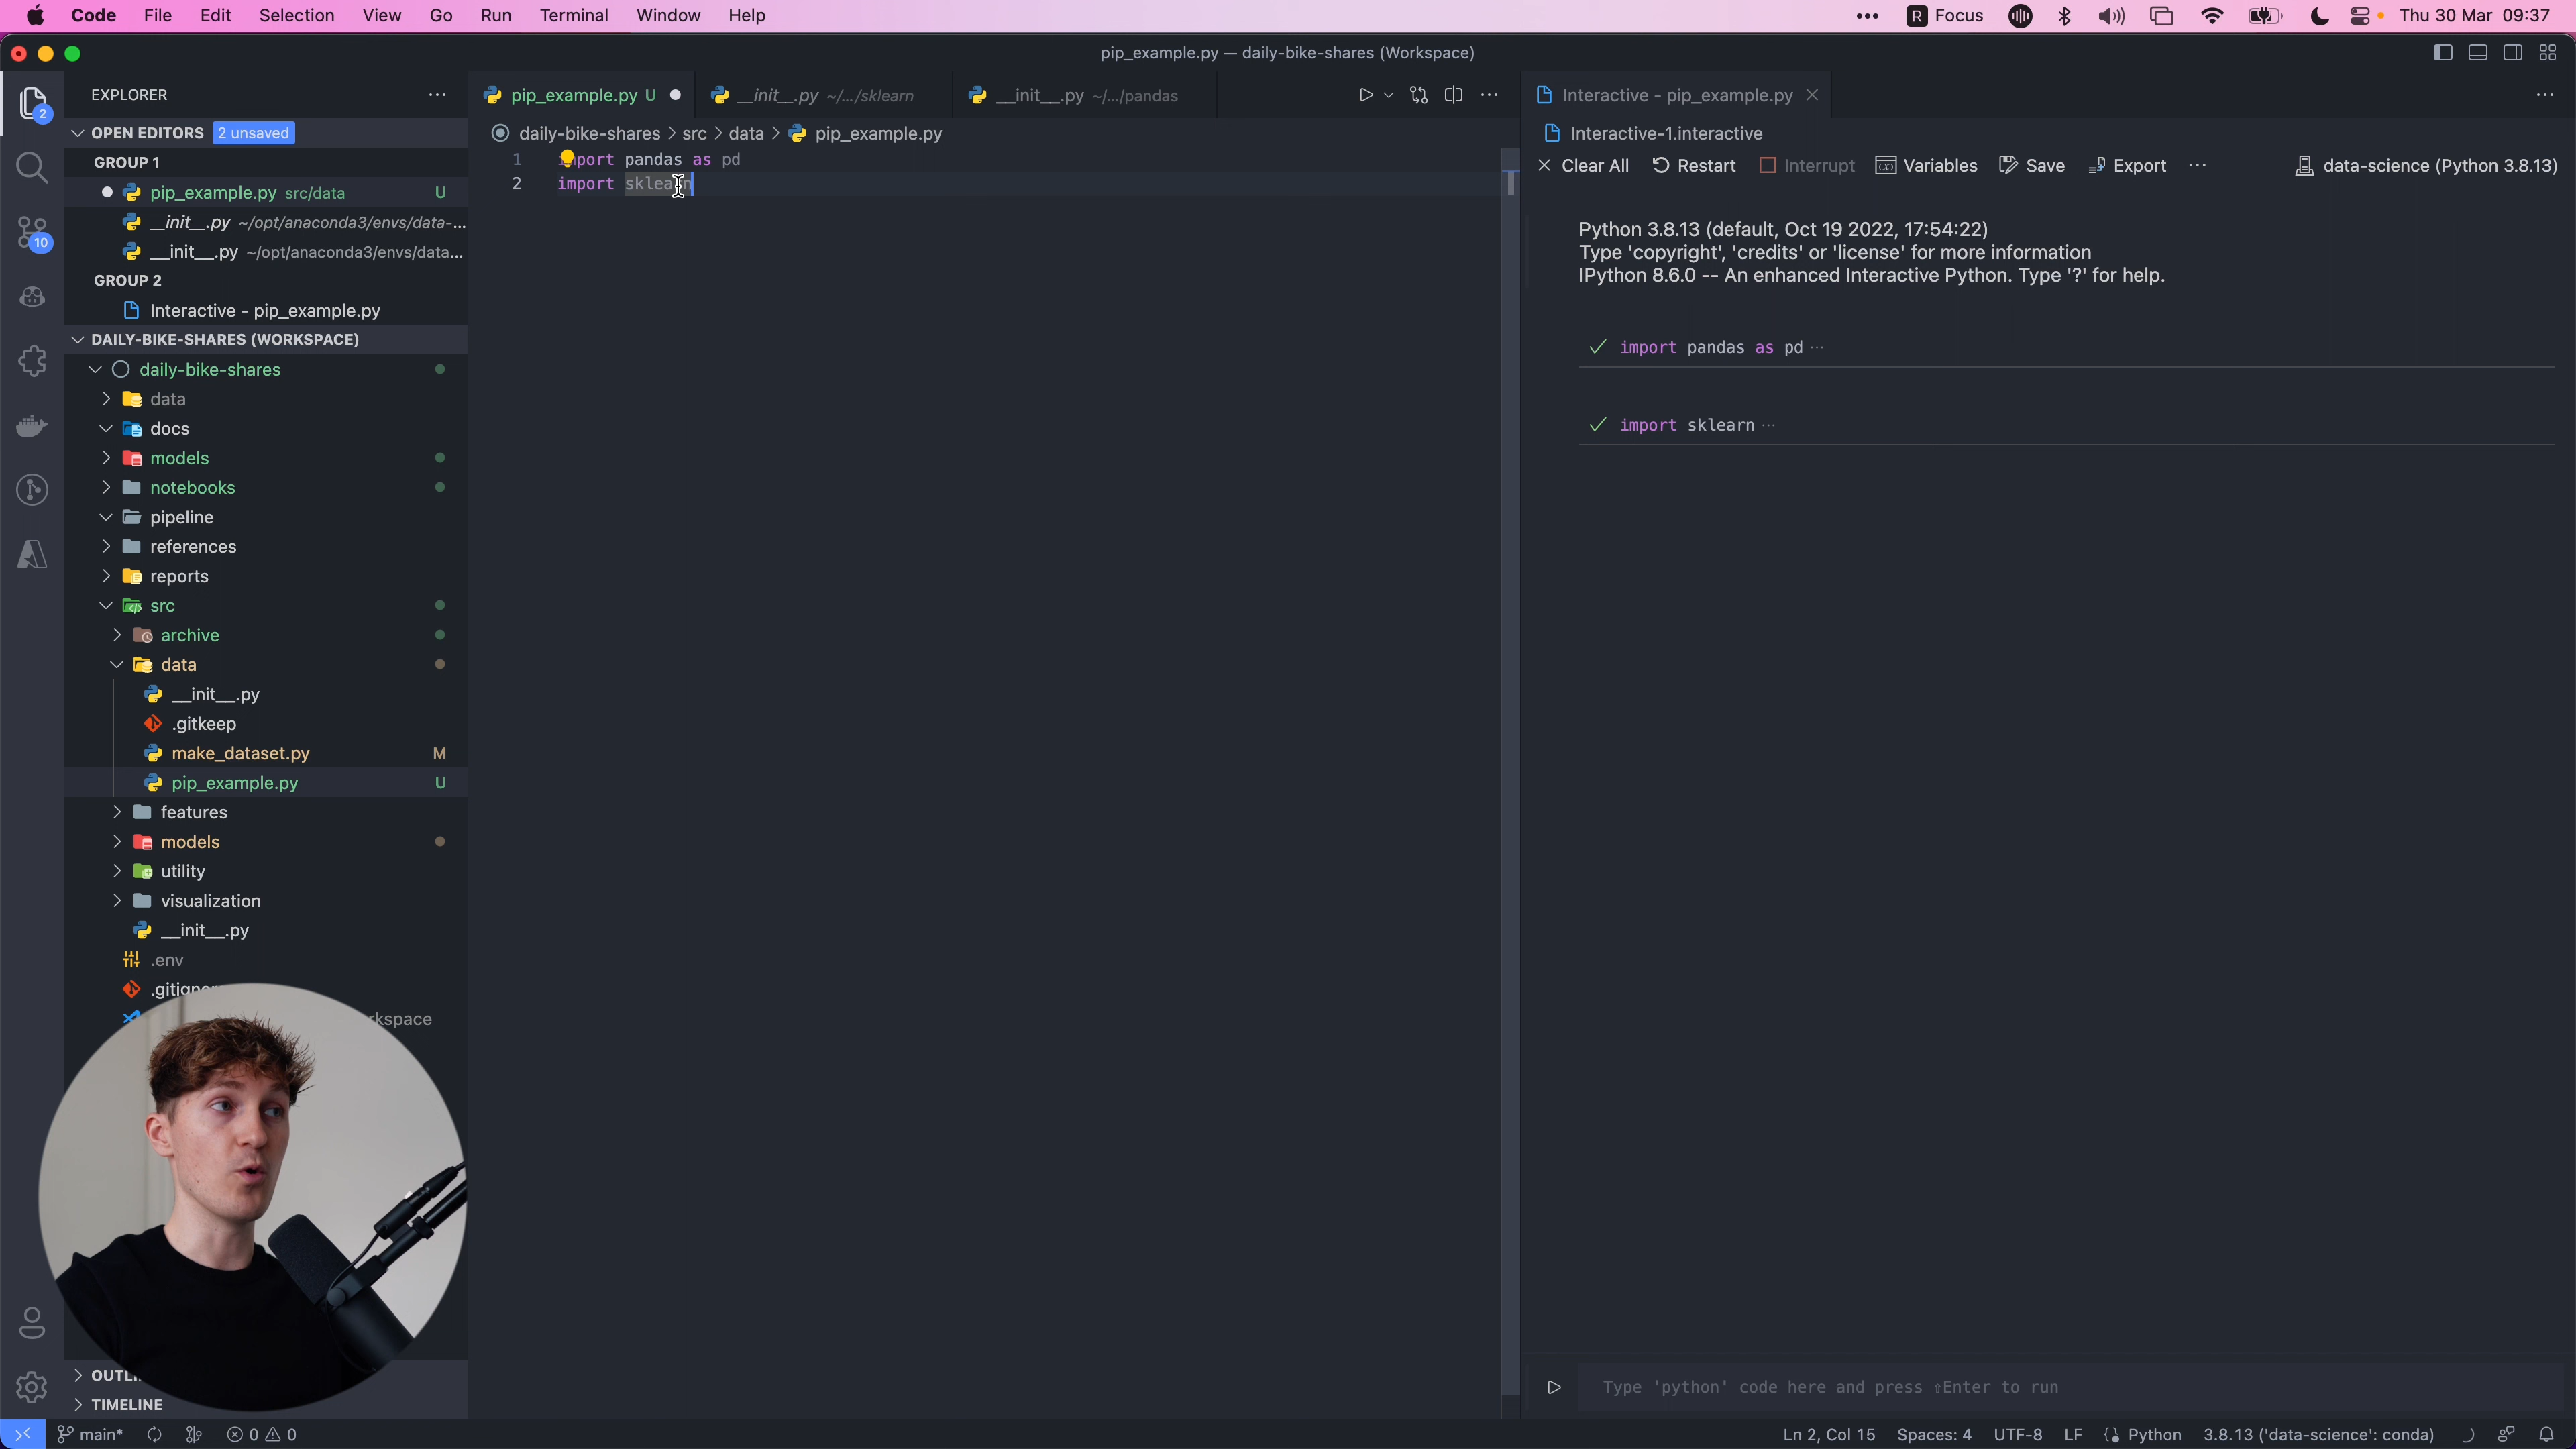 Code File Edit Selection View Go Run Terminal Window Help
R Focus Thu 30 Mar 09:37
pip_example.py — daily-bike-shares (Workspace)
2
10
EXPLORER
OPEN EDITORS 2 unsaved
GROUP 1
pip_example.py src/data U
__init__.py ~/opt/anaconda3/envs/data-...
__init__.py ~/opt/anaconda3/envs/data...
GROUP 2
Interactive - pip_example.py
DAILY-BIKE-SHARES (WORKSPACE)
daily-bike-shares
data
docs
models
notebooks
pipeline
references
reports
src
archive
data
__init__.py
.gitkeep
make_dataset.py M
pip_example.py U
features
models
utility
visualization
__init__.py
.env
TIMELINE
pip_example.py U
__init__.py ~/.../sklearn
__init__.py ~/.../pandas
daily-bike-shares > src > data > pip_example.py
1 import pandas as pd
2 import sklearn
Interactive - pip_example.py
Interactive-1.interactive
Clear All Restart Interrupt Variables Save Export ... data-science (Python 3.8.13)
Python 3.8.13 (default, Oct 19 2022, 17:54:22)
Type 'copyright', 'credits' or 'license' for more information
IPython 8.6.0 -- An enhanced Interactive Python. Type '?' for help.
import pandas as pd ...
import sklearn ...
Type 'python' code here and press ⇧Enter to run
main* 0 0
Ln 2, Col 15 Spaces: 4 UTF-8 LF Python 3.8.13 ('data-science': conda)